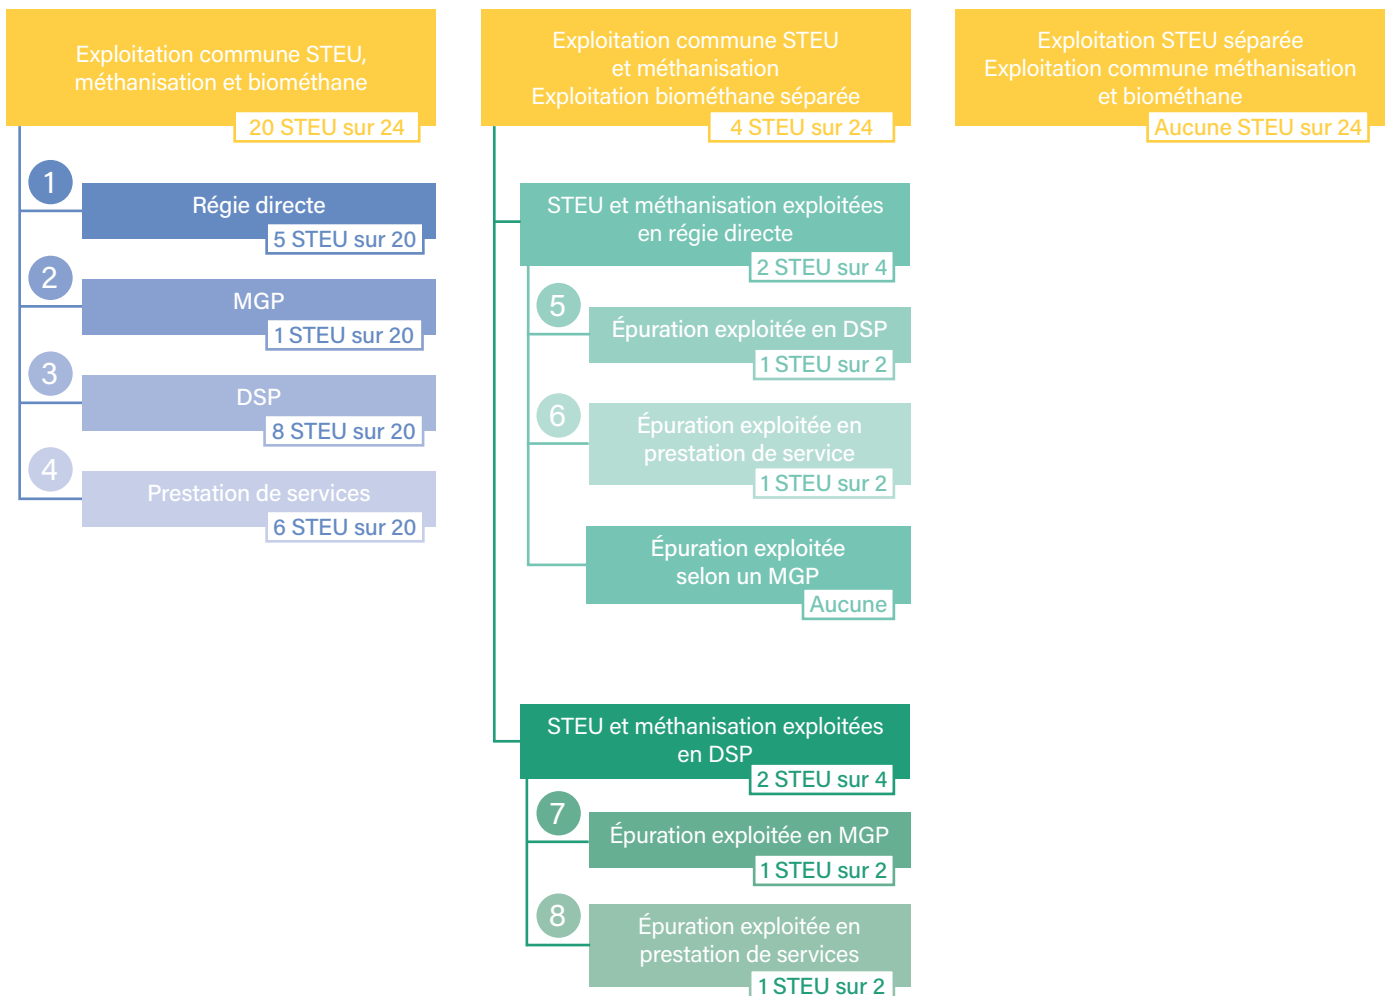 Exploitation commune STEU,
méthanisation et biométhane
20 STEU sur 24
1
Régie directe
5 STEU sur 20
2
MGP
1 STEU sur 20
3
DSP
8 STEU sur 20
4
Prestation de services
6 STEU sur 20
Exploitation commune STEU
et méthanisation
Exploitation biométhane séparée
4 STEU sur 24
STEU et méthanisation exploitées
en régie directe
2 STEU sur 4
5
Épuration exploitée en DSP
1 STEU sur 2
6
Épuration exploitée en
prestation de service
1 STEU sur 2
Épuration exploitée
selon un MGP
Aucune
STEU et méthanisation exploitées
en DSP
2 STEU sur 4
7
Épuration exploitée en MGP
1 STEU sur 2
8
Épuration exploitée en
prestation de services
1 STEU sur 2
Exploitation STEU séparée
Exploitation commune méthanisation
et biométhane
Aucune STEU sur 24